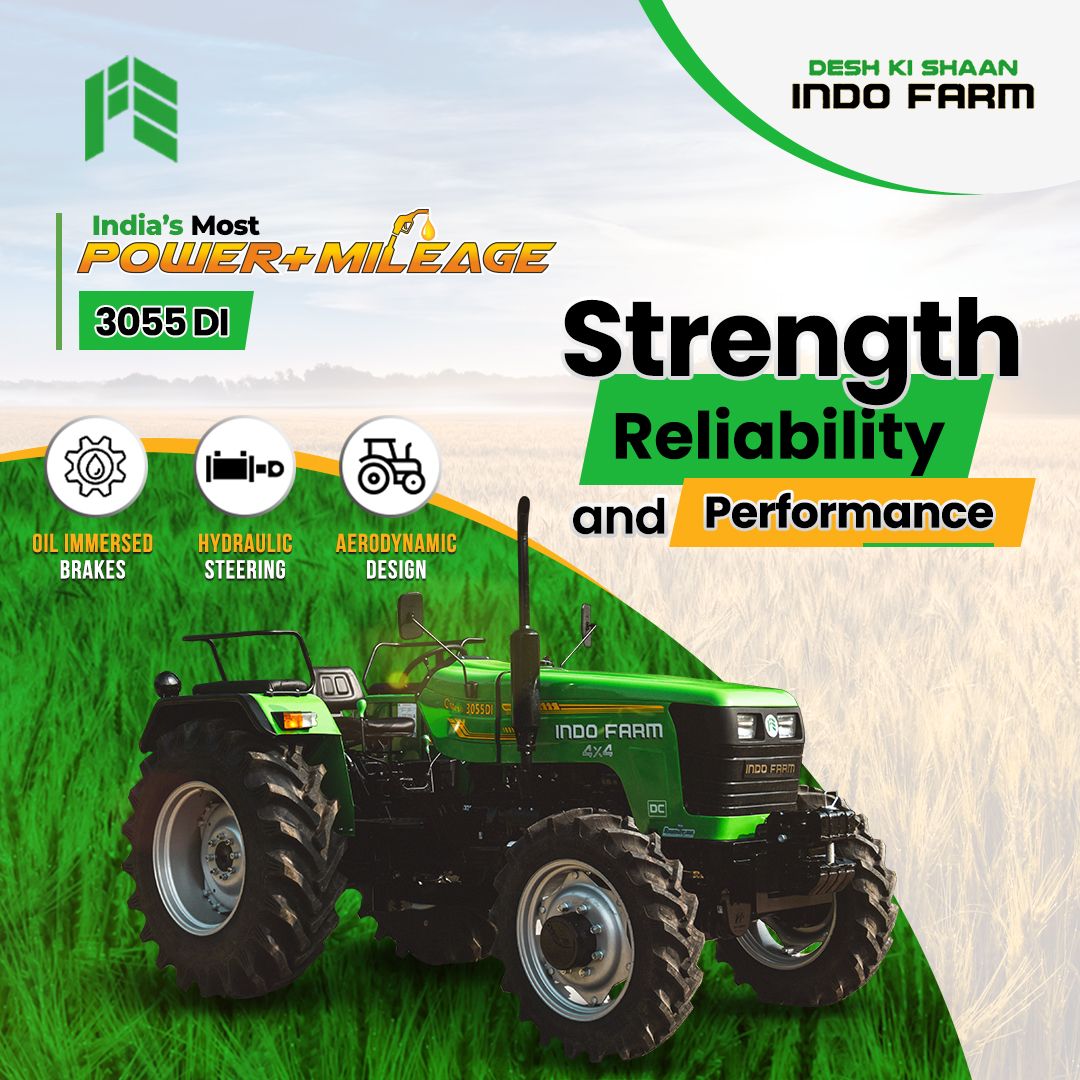 DESH KI SHAAN
INDO FARM
India's Most
POWER+MILEAGE
3055 DI
Strength
Reliability
and Performance
OIL IMMERSED
BRAKES
HYDRAULIC
STEERING
AERODYNAMIC
DESIGN
3055DI
INDO FARM
4x4
INDO FARM
DC